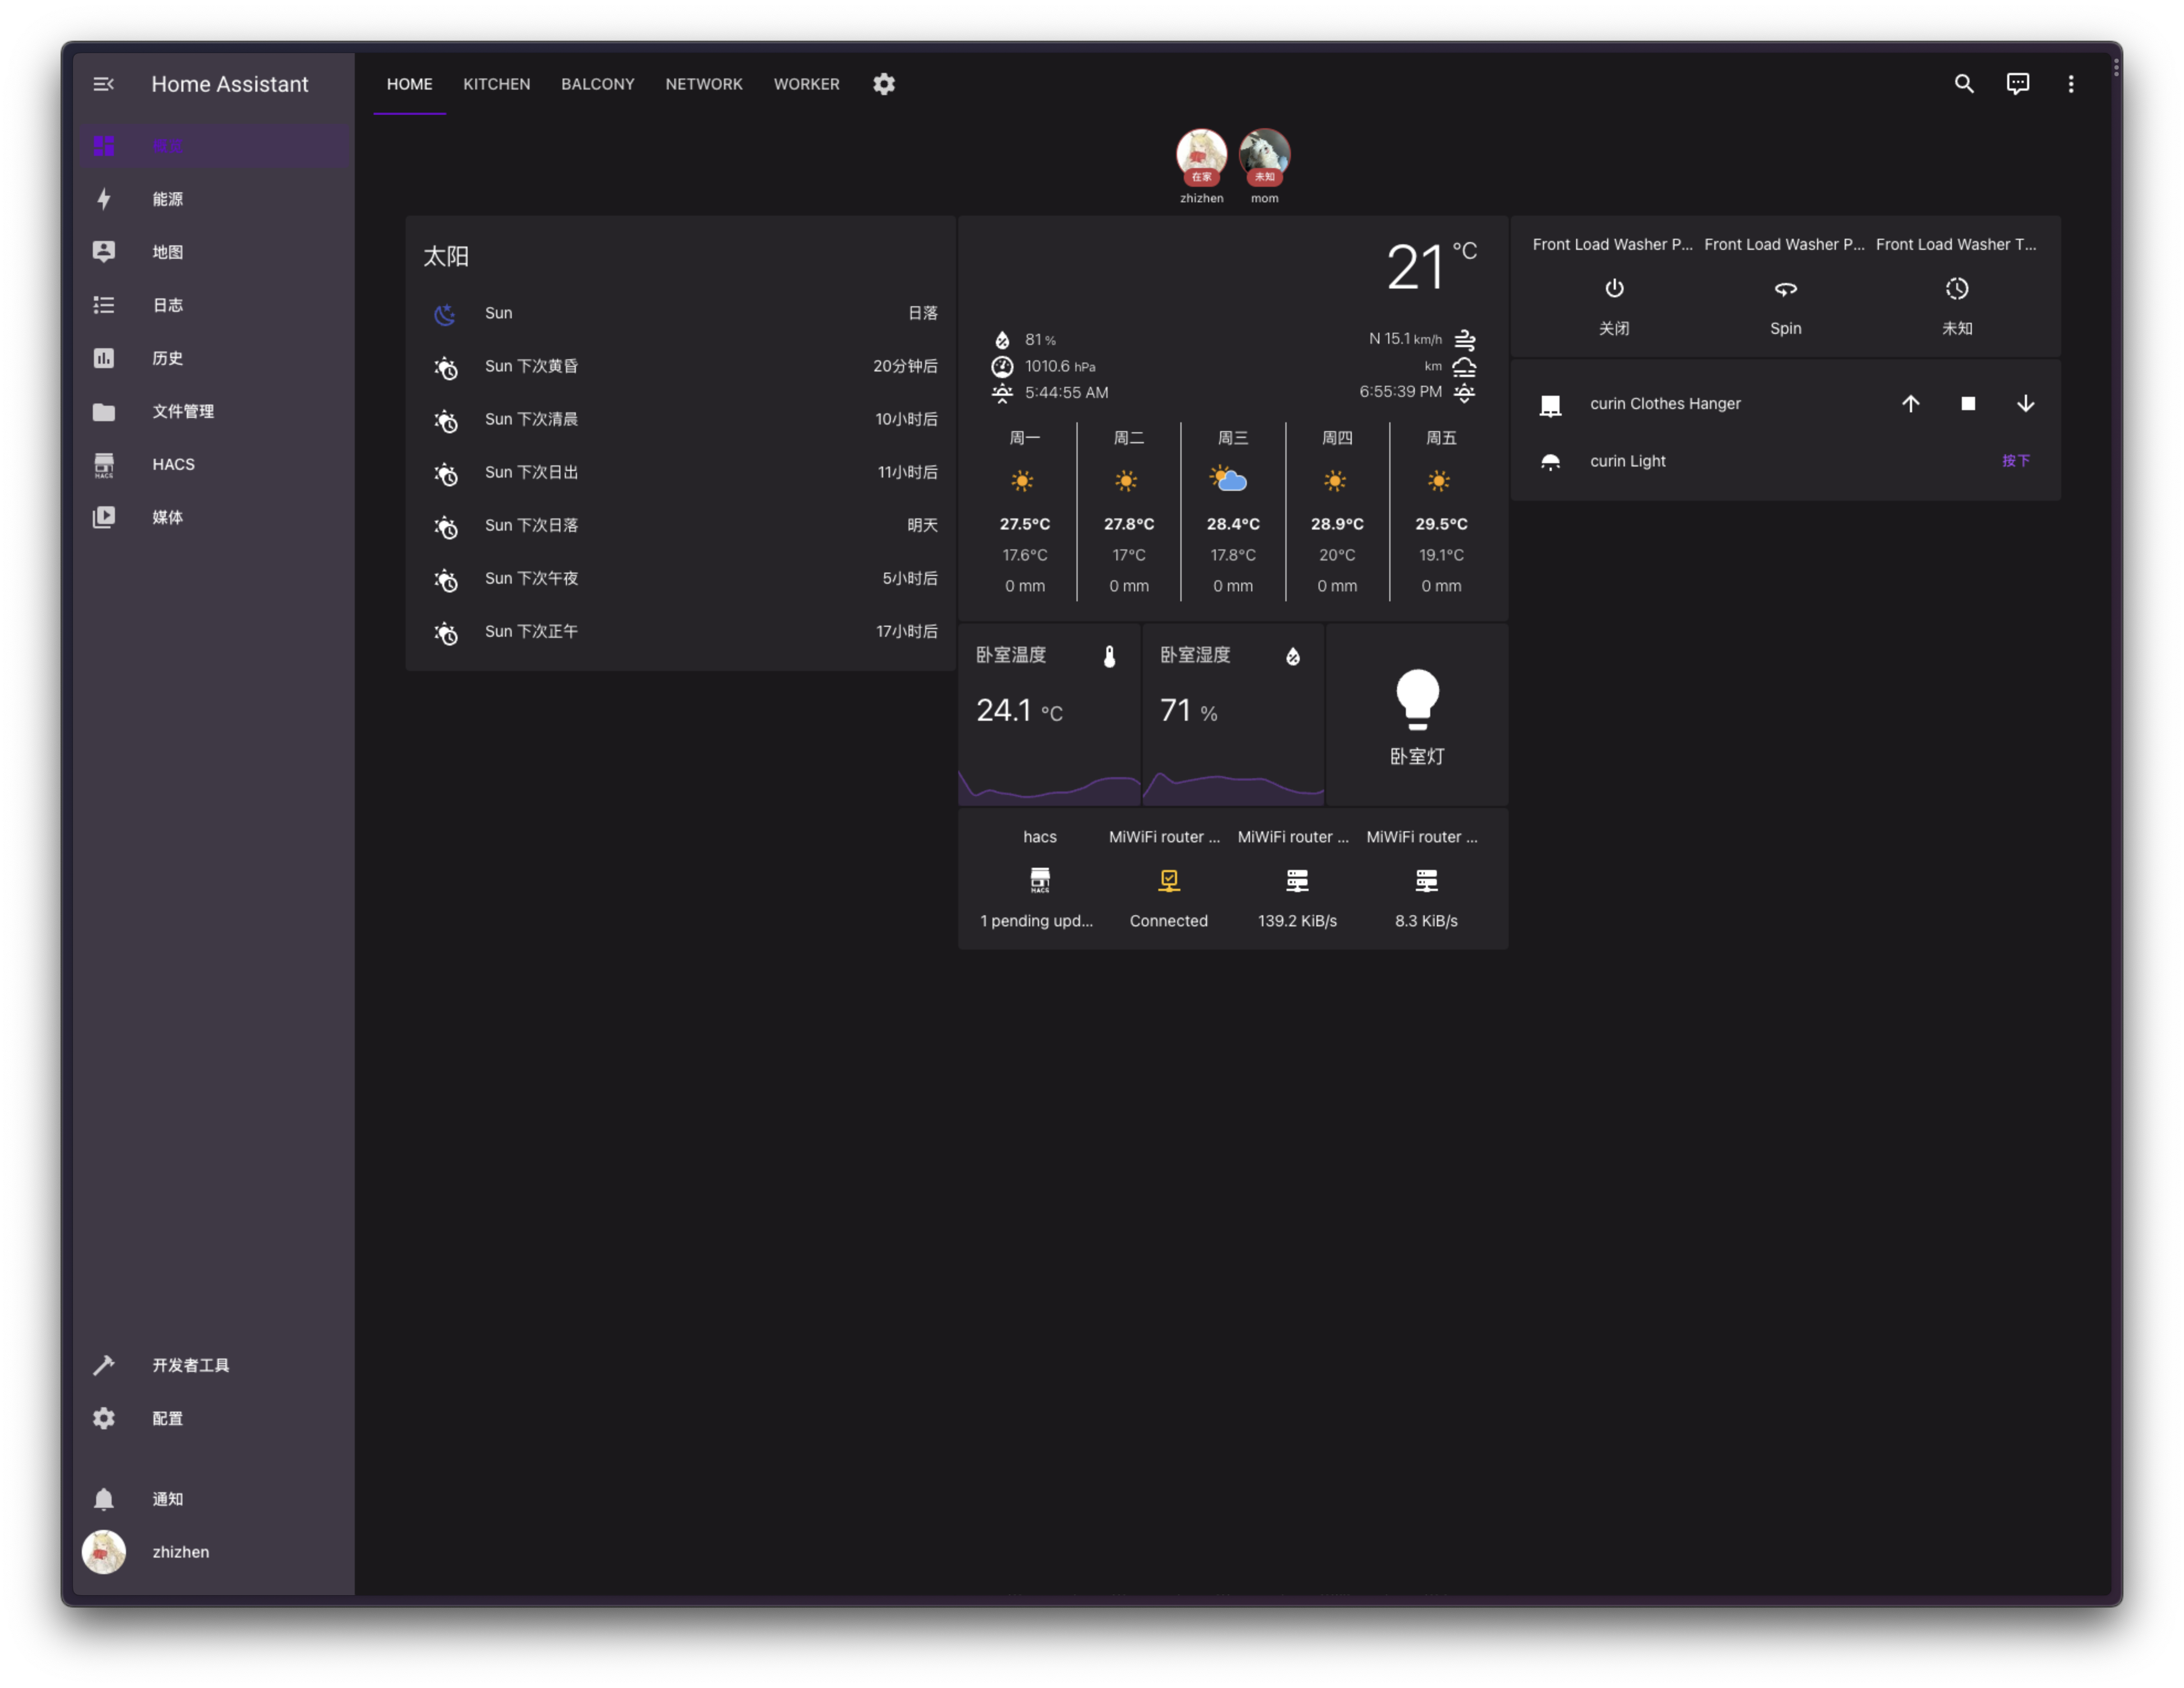 Home Assistant
概览
能源
地图
日志
历史
文件管理
HACS
媒体
开发者工具
配置
通知
zhizhen
HOME KITCHEN BALCONY NETWORK WORKER
在家 未知
zhizhen mom
太阳
Sun 日落
Sun 下次黄昏 20分钟后
Sun 下次清晨 10小时后
Sun 下次日出 11小时后
Sun 下次日落 明天
Sun 下次午夜 5小时后
Sun 下次正午 17小时后
21 °C
81 % N 15.1 km/h
1010.6 hPa km
5:44:55 AM 6:55:39 PM
周一 周二 周三 周四 周五
27.5°C 27.8°C 28.4°C 28.9°C 29.5°C
17.6°C 17°C 17.8°C 20°C 19.1°C
0 mm 0 mm 0 mm 0 mm 0 mm
卧室温度 卧室湿度
24.1 °C 71 %
卧室灯
hacs MiWiFi router ... MiWiFi router ... MiWiFi router ...
HACS
1 pending upd... Connected 139.2 KiB/s 8.3 KiB/s
Front Load Washer P... Front Load Washer P... Front Load Washer T...
关闭 Spin 未知
curin Clothes Hanger
curin Light 按下